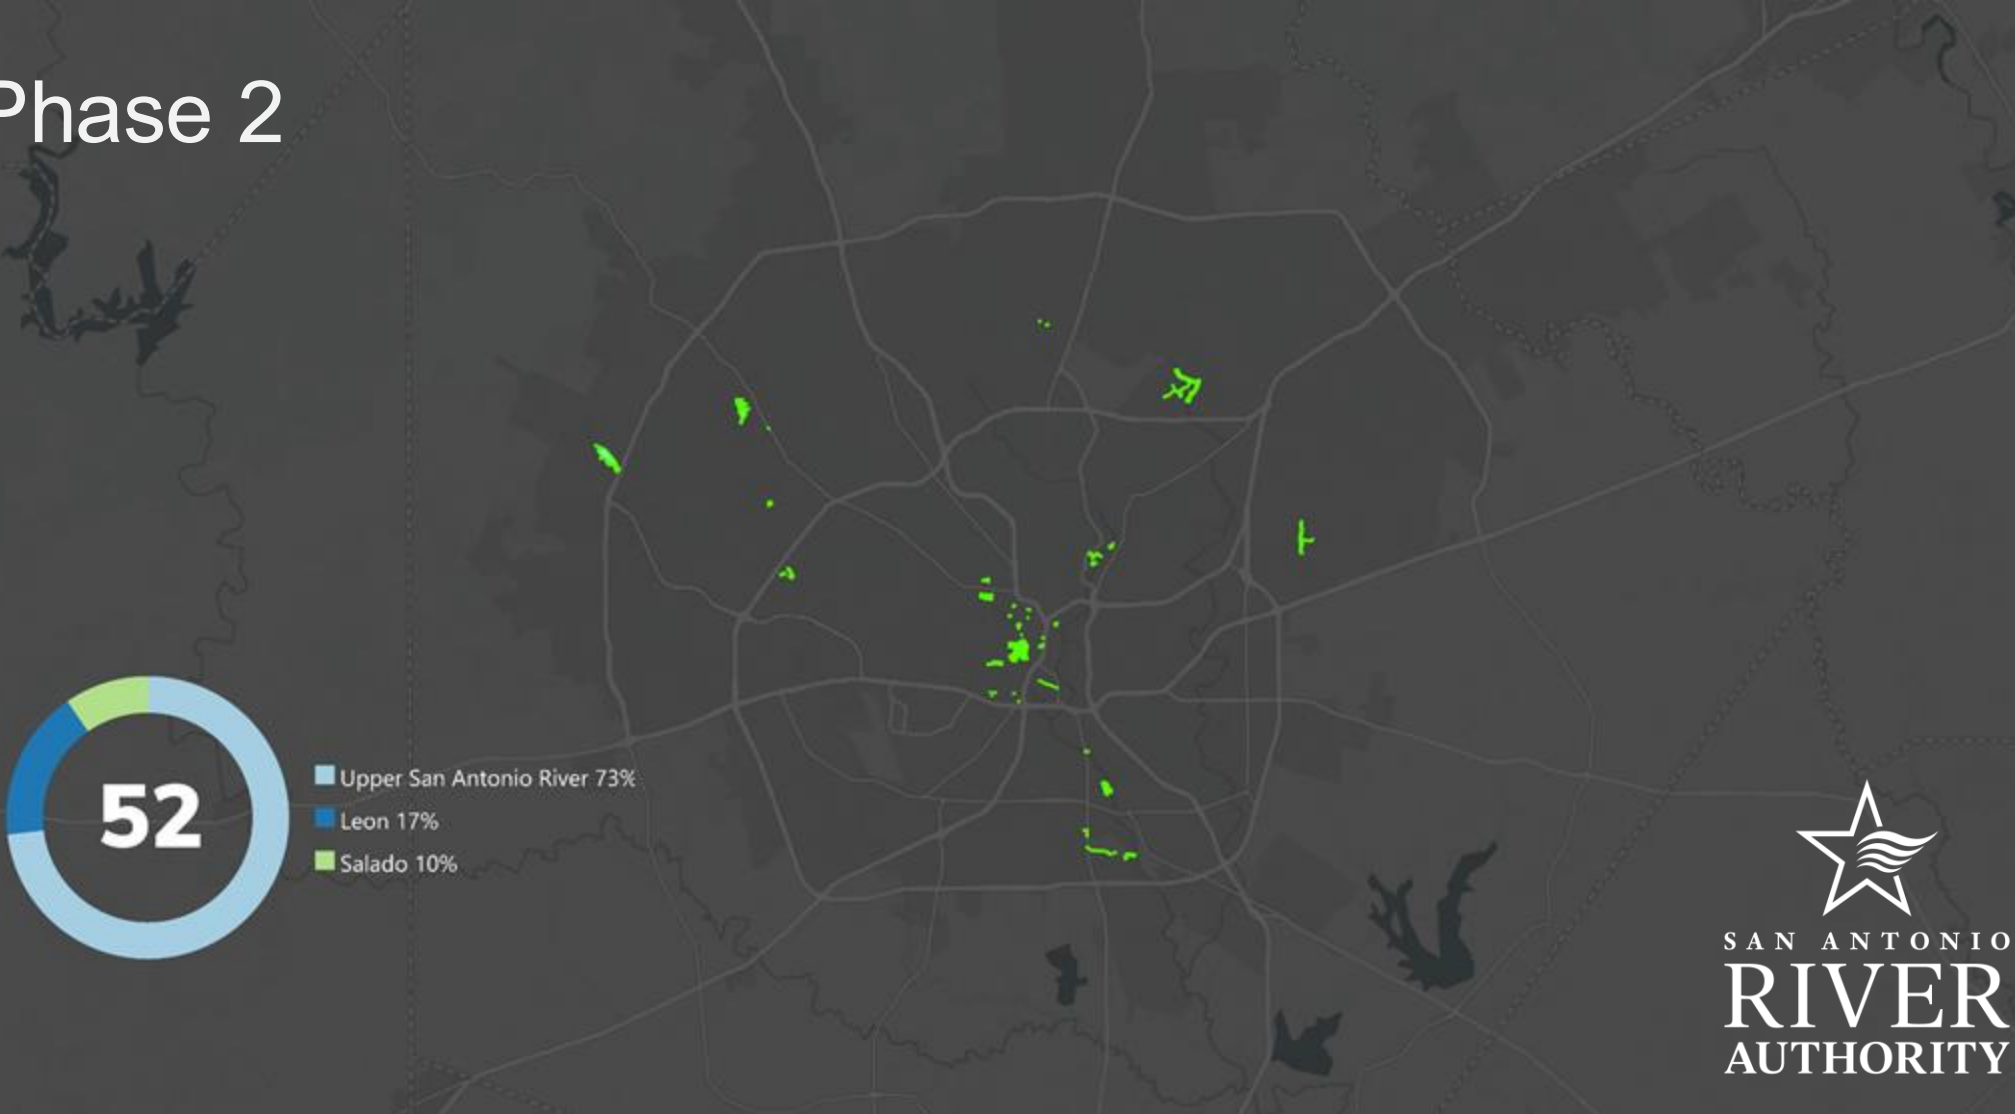 Phase 2
52
Upper San Antonio River 73%
Leon 17%
Salado 10%
SAN ANTONIO
RIVER
AUTHORITY